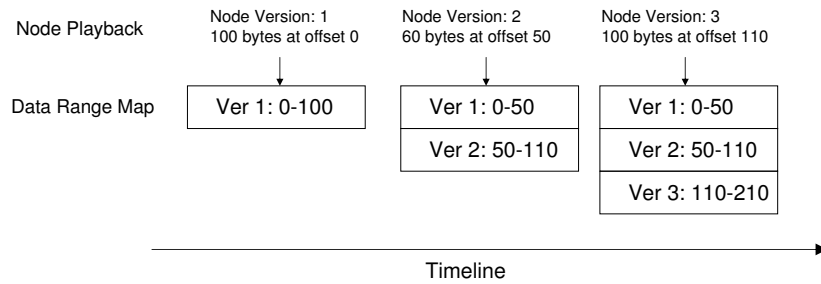 Node Playback
Node Version: 1
100 bytes at offset 0
Node Version: 2
60 bytes at offset 50
Node Version: 3
100 bytes at offset 110
Data Range Map
Ver 1: 0-100
Ver 1: 0-50
Ver 2: 50-110
Ver 1: 0-50
Ver 2: 50-110
Ver 3: 110-210
Timeline